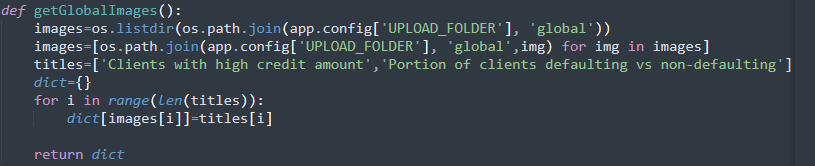 def getGlobalImages():
    images=os.listdir(os.path.join(app.config['UPLOAD_FOLDER'], 'global'))
    images=[os.path.join(app.config['UPLOAD_FOLDER'], 'global',img) for img in images]
    titles=['Clients with high credit amount','Portion of clients defaulting vs non-defaulting']
    dict={}
    for i in range(len(titles)):
        dict[images[i]]=titles[i]
    return dict